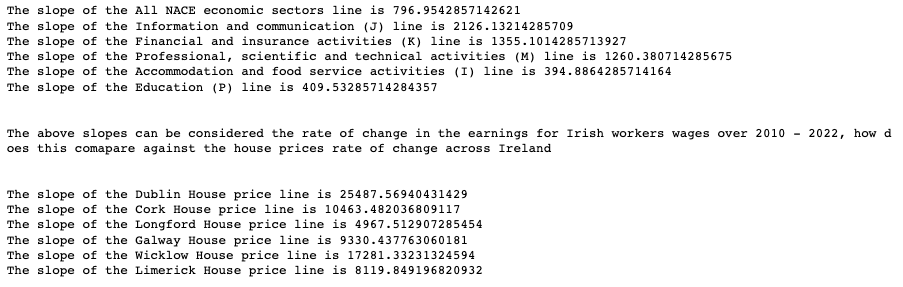 The slope of the All NACE economic sectors line is 796.9542857142621
The slope of the Information and communication (J) line is 2126.13214285709
The slope of the Financial and insurance activities (K) line is 1355.1014285713927
The slope of the Professional, scientific and technical activities (M) line is 1260.380714285675
The slope of the Accommodation and food service activities (I) line is 394.8864285714164
The slope of the Education (P) line is 409.53285714284357
The above slopes can be considered the rate of change in the earnings for Irish workers wages over 2010 - 2022, how d
oes this comapare against the house prices rate of change across Ireland
The slope of the Dublin House price line is 25487.56940431429
The slope of the Cork House price line is 10463.482036809117
The slope of the Longford House price line is 4967.512907285454
The slope of the Galway House price line is 9330.437763060181
The slope of the Wicklow House price line is 17281.33231324594
The slope of the Limerick House price line is 8119.849196820932